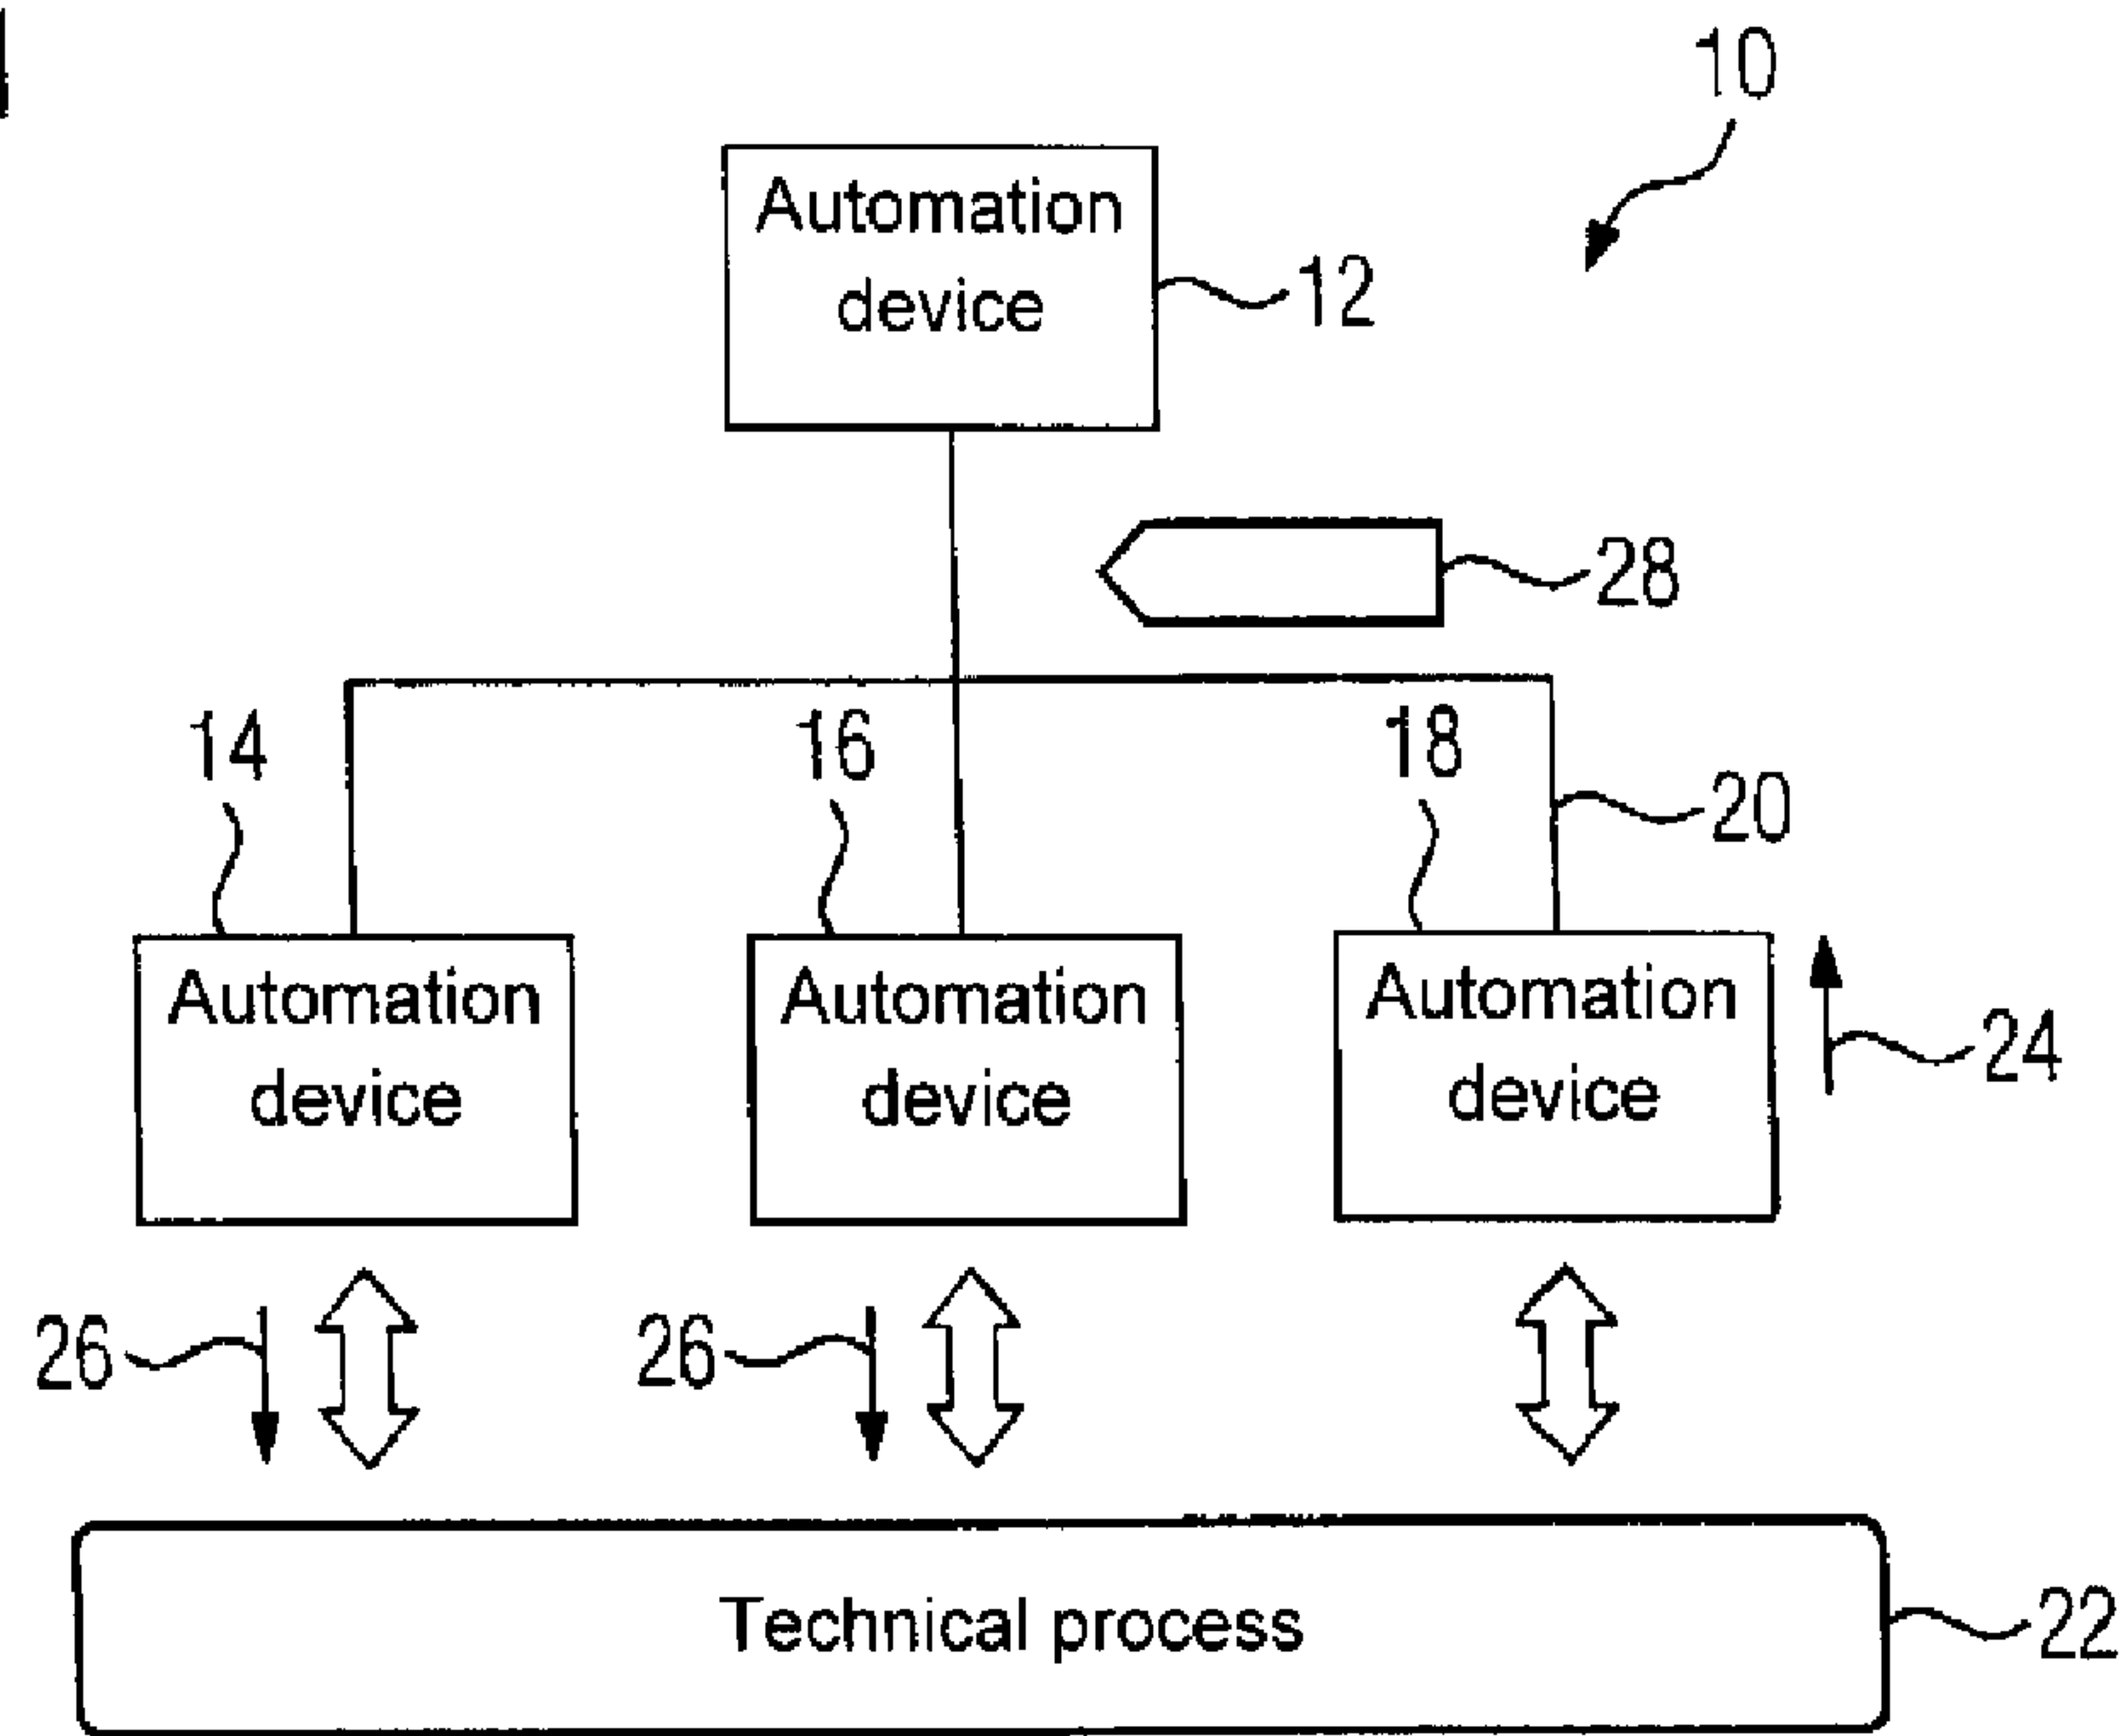 10
Automation
device
12
28
14
16
18
20
Automation
device
Automation
device
Automation
device
24
26
26
Technical process
22